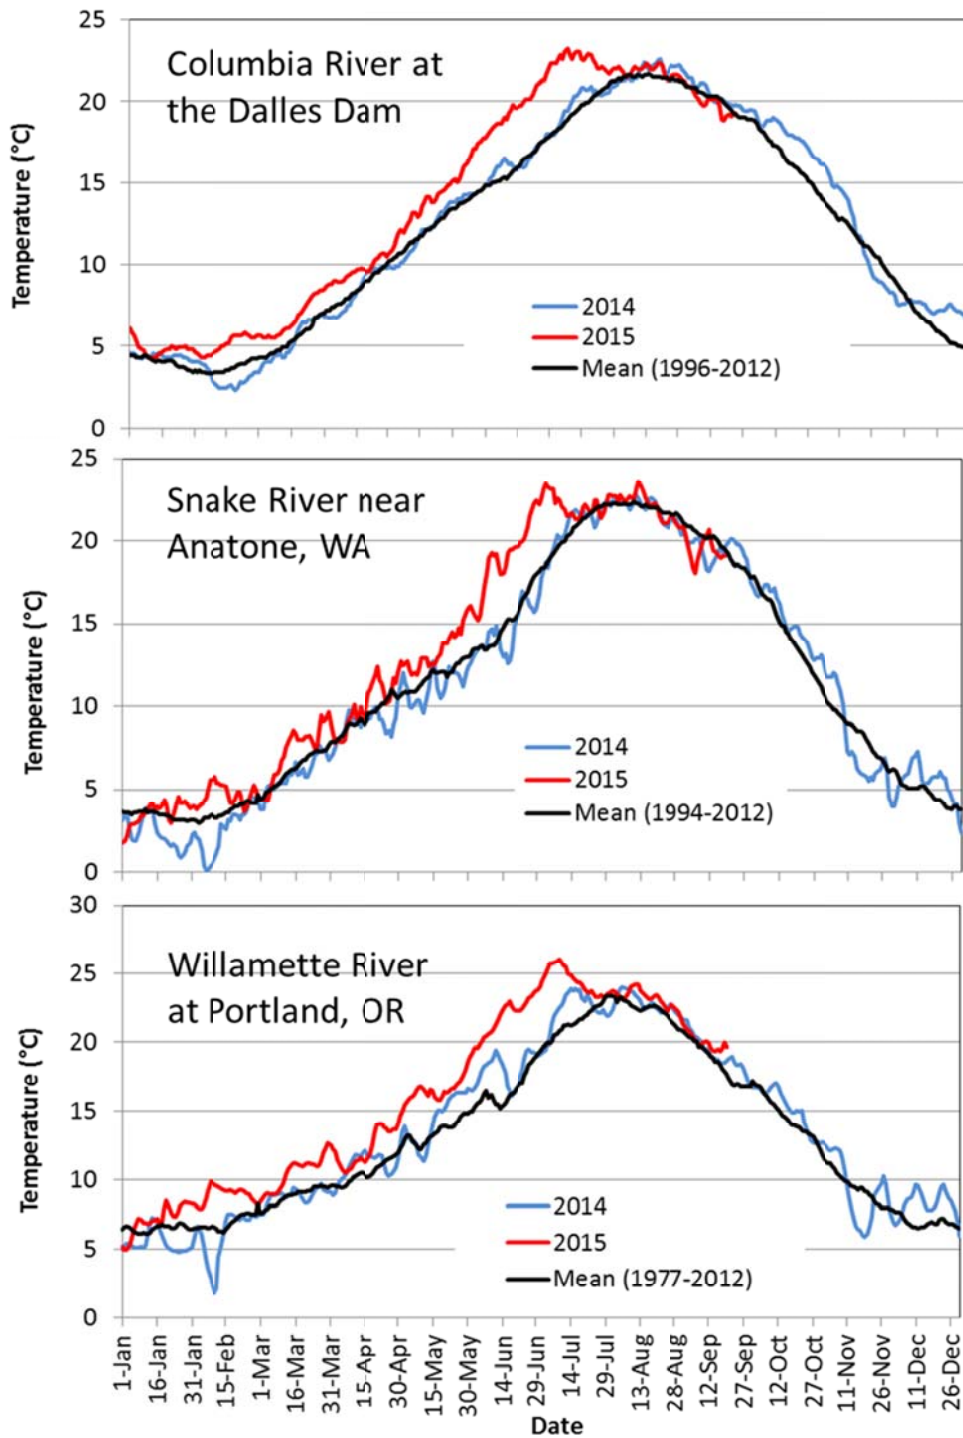 25
20
15
10
5
0
Temperature (°C)
Columbia River at
the Dalles Dam
2014
2015
Mean (1996-2012)
25
20
15
10
5
0
Temperature (°C)
Snake River near
Anatone, WA
2014
2015
Mean (1994-2012)
30
25
20
15
10
5
0
Temperature (°C)
Willamette River
at Portland, OR
2014
2015
Mean (1977-2012)
1-Jan
16-Jan
31-Jan
15-Feb
1-Mar
16-Mar
31-Mar
15-Apr
30-Apr
15-May
30-May
14-Jun
29-Jun
14-Jul
29-Jul
13-Aug
28-Aug
12-Sep
27-Sep
12-Oct
27-Oct
11-Nov
26-Nov
11-Dec
26-Dec
Date